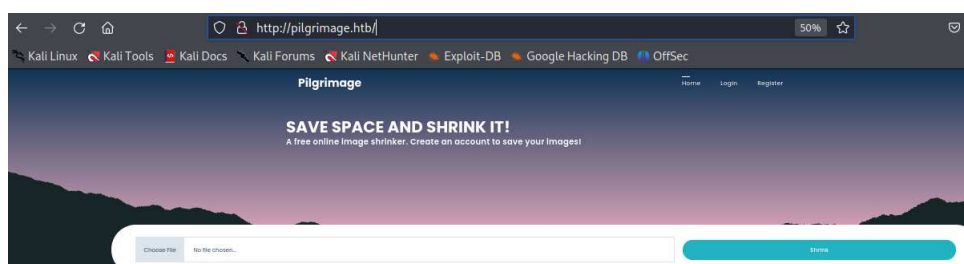 http://pilgrimage.htb/ 50%
Kali Linux Kali Tools Kali Docs Kali Forums Kali NetHunter Exploit-DB Google Hacking DB OffSec
Pilgrimage Home Login Register
SAVE SPACE AND SHRINK IT!
A free online image shrinker. Create an account to save your images!
Choose File No file chosen... Shrink